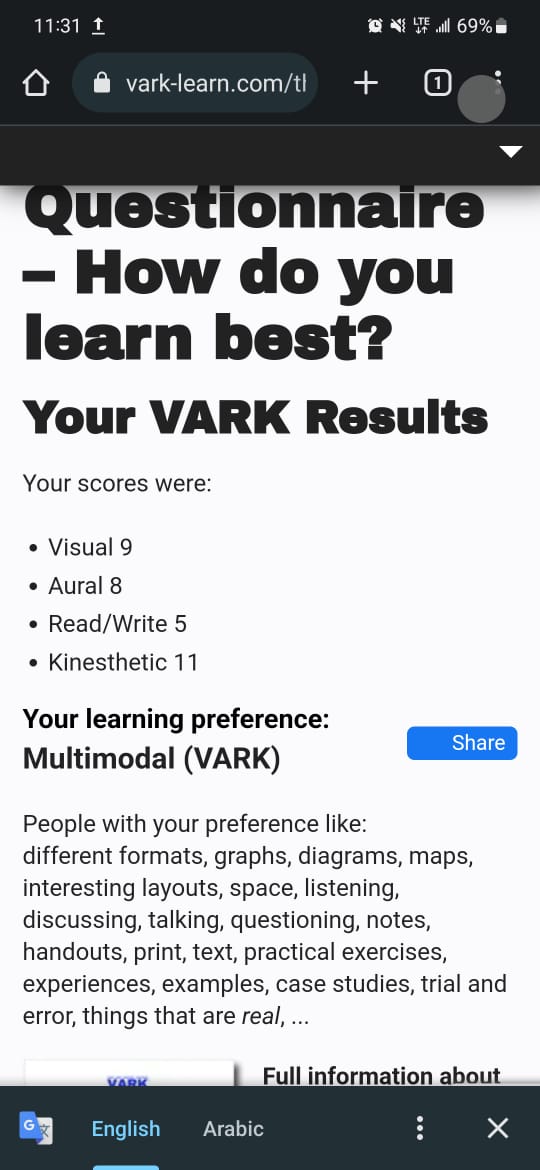 11:31
LTE
69%
vark-learn.com/tl
1
Questionnaire
– How do you
learn best?
Your VARK Results
Your scores were:
• Visual 9
• Aural 8
• Read/Write 5
• Kinesthetic 11
Your learning preference:
Multimodal (VARK)
Share
People with your preference like:
different formats, graphs, diagrams, maps,
interesting layouts, space, listening,
discussing, talking, questioning, notes,
handouts, print, text, practical exercises,
experiences, examples, case studies, trial and
error, things that are real, ...
VARK
Full information about
G
English
Arabic